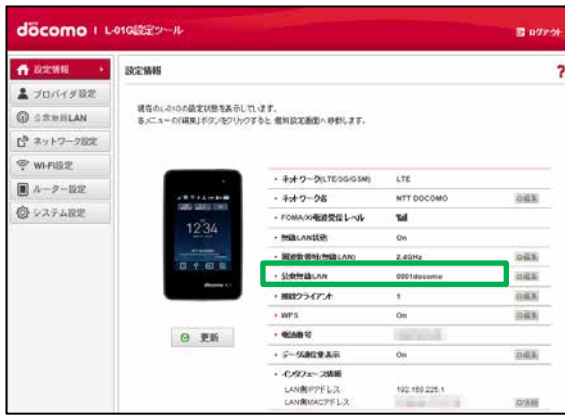 döcomo | L-01G設定ツール
ログアウト
設定情報
プロバイダ設定
公衆無線LAN
ネットワーク設定
Wi-Fi設定
ルーター設定
システム設定
設定情報
?
現在のL-01Gの設定状態を表示しています。
各メニューの「編集」ボタンをクリックすると 個別設定画面へ移動します。
12:34
更新
ネットワーク(LTE/3G/GSM) LTE
ネットワーク名 NTT DOCOMO 編集
FOMA/Xi電波受信レベル
無線LAN状態 On
周波数帯域(無線LAN) 2.4GHz 編集
公衆無線LAN 0001docomo 編集
接続クライアント 1 編集
WPS On 編集
電話番号
データ通信量表示 On 編集
インタフェース情報
LAN側IPアドレス 192.168.225.1
LAN側MACアドレス 詳細